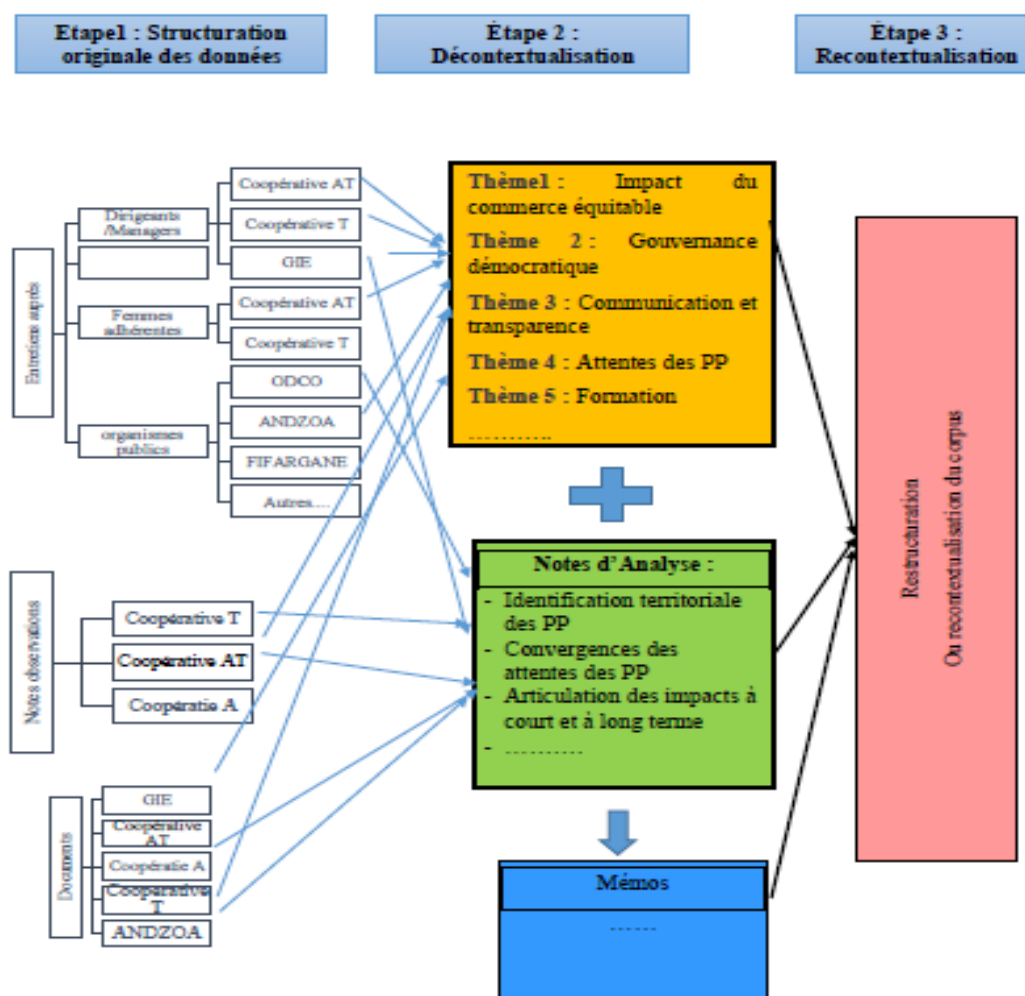 Etape1 : Structuration
originale des données
Étape 2 :
Décontextualisation
Étape 3 :
Recontextualisation
Entretiens auprès
Dirigeants
/Managers
Coopérative AT
Coopérative T
GIE
Femmes
adhérentes
Coopérative AT
Coopérative T
organismes
publics
ODCO
ANDZOA
FIFARGANE
Autres....
Notes observations
Coopérative T
Coopérative AT
Coopératie A
Documents
GIE
Coopérative
AT
Coopératie A
Coopérative
T
ANDZOA
Thème1 : Impact du
commerce équitable
Thème 2 : Gouvernance
démocratique
Thème 3 : Communication et
transparence
Thème 4 : Attentes des PP
Thème 5 : Formation
...........
Notes d’Analyse :
- Identification territoriale
des PP
- Convergences des
attentes des PP
- Articulation des impacts à
court et à long terme
- ..........
Mémos
......
Restructuration
Ou recontextualisation du corpus